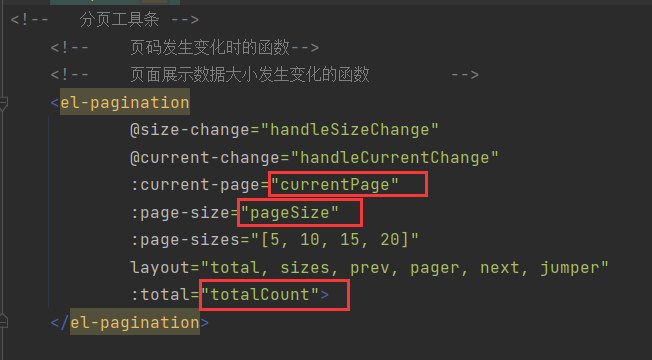 <!--   分页工具条 -->
<!--   页码发生变化时的函数-->
<!--   页面展示数据大小发生变化的函数        -->
<el-pagination
@size-change="handleSizeChange"
@current-change="handleCurrentChange"
:current-page="currentPage"
:page-size="pageSize"
:page-sizes="[5, 10, 15, 20]"
layout="total, sizes, prev, pager, next, jumper"
:total="totalCount">
</el-pagination>